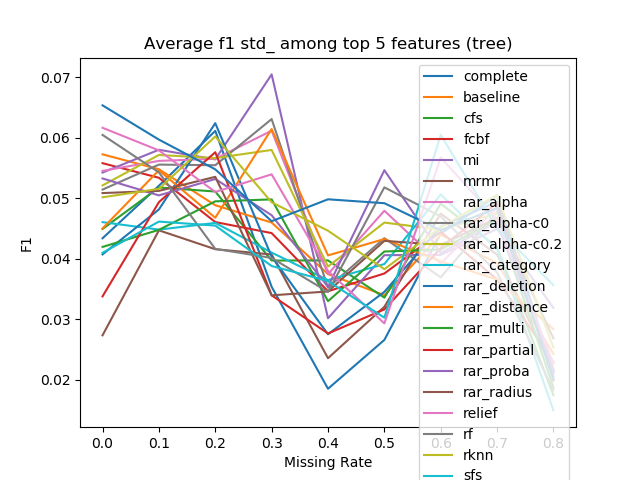 Average f1 std_ among top 5 features (tree)
F1
0.07
0.06
0.05
0.04
0.03
0.02
0.0 0.1 0.2 0.3 0.4 0.5 0.6 0.7 0.8
Missing Rate
complete
baseline
cfs
fcbf
mi
mrmr
rar_alpha
rar_alpha-c0
rar_alpha-c0.2
rar_category
rar_deletion
rar_distance
rar_multi
rar_partial
rar_proba
rar_radius
relief
rf
rknn
sfs